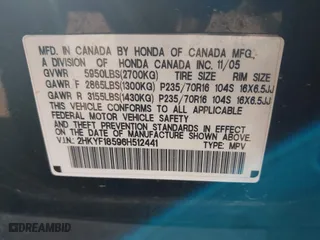 MFD. IN CANADA BY HONDA OF CANADA MFG.,
A DIVISION OF HONDA CANADA INC. 11/05
GVWR 5950LBS(2700KG) TIRE SIZE RIM SIZE
GAWR F 2865LBS(1300KG) P235/70R16 104S 16X6.5JJ
GAWR R 3155LBS(1430KG) P235/70R16 104S 16X6.5JJ
THIS VEHICLE CONFORMS TO ALL APPLICABLE
FEDERAL MOTOR VEHICLE SAFETY AND
THEFT PREVENTION STANDARDS IN EFFECT ON THE
DATE OF MANUFACTURE SHOWN ABOVE.
V.I.N.: 2HKYF18596H512441 TYPE: MPV
DREAMBID